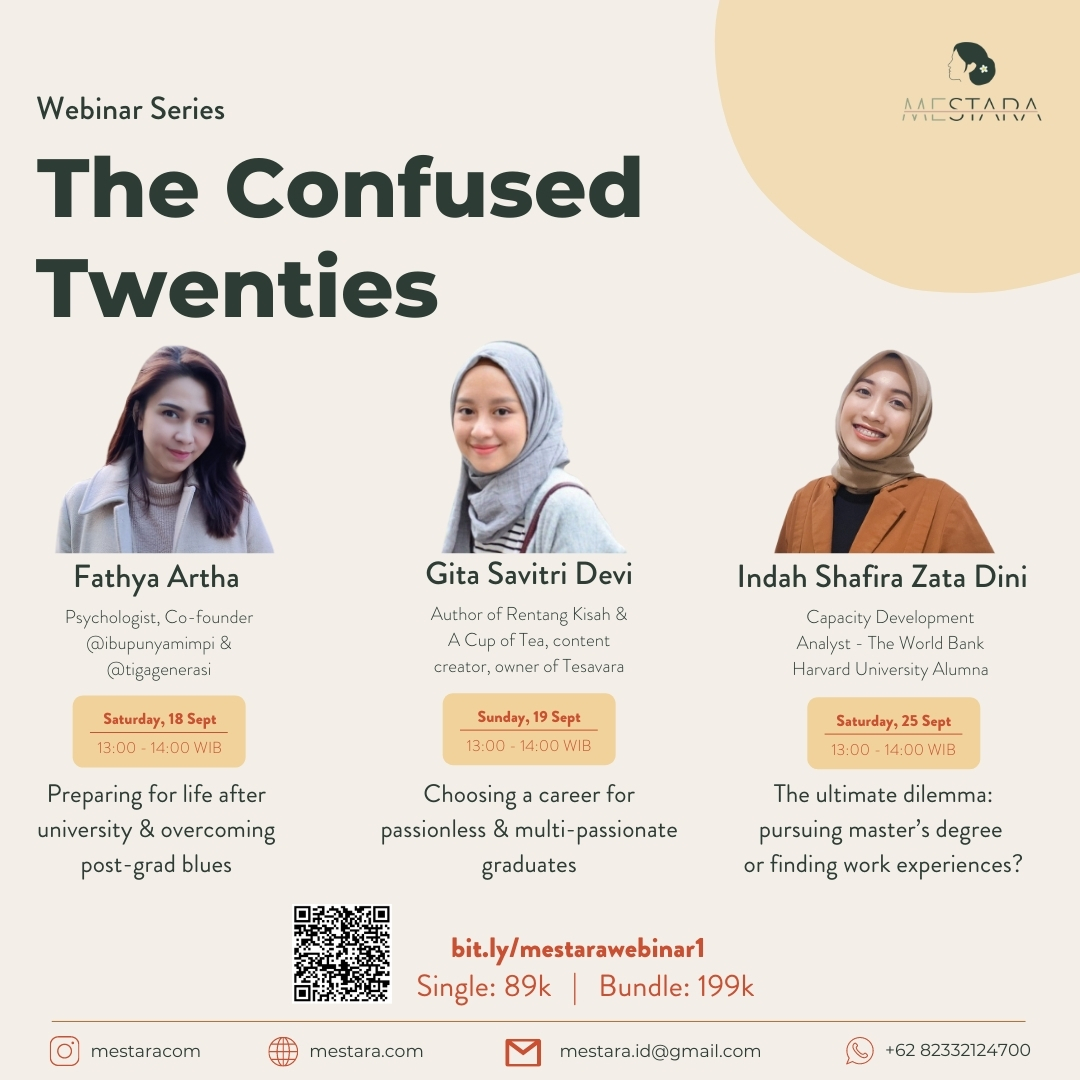 MESTARA
Webinar Series
The Confused
Twenties
Fathya Artha
Psychologist, Co-founder
@ibupunyamimpi &
@tigagenerasi
Saturday, 18 Sept
13:00 - 14:00 WIB
Preparing for life after
university & overcoming
post-grad blues
Gita Savitri Devi
Author of Rentang Kisah &
A Cup of Tea, content
creator, owner of Tesavara
Sunday, 19 Sept
13:00 - 14:00 WIB
Choosing a career for
passionless & multi-passionate
graduates
Indah Shafira Zata Dini
Capacity Development
Analyst - The World Bank
Harvard University Alumna
Saturday, 25 Sept
13:00 - 14:00 WIB
The ultimate dilemma:
pursuing master's degree
or finding work experiences?
bit.ly/mestarawebinar1
Single: 89k | Bundle: 199k
mestaracom
mestara.com
mestara.id@gmail.com
+62 82332124700